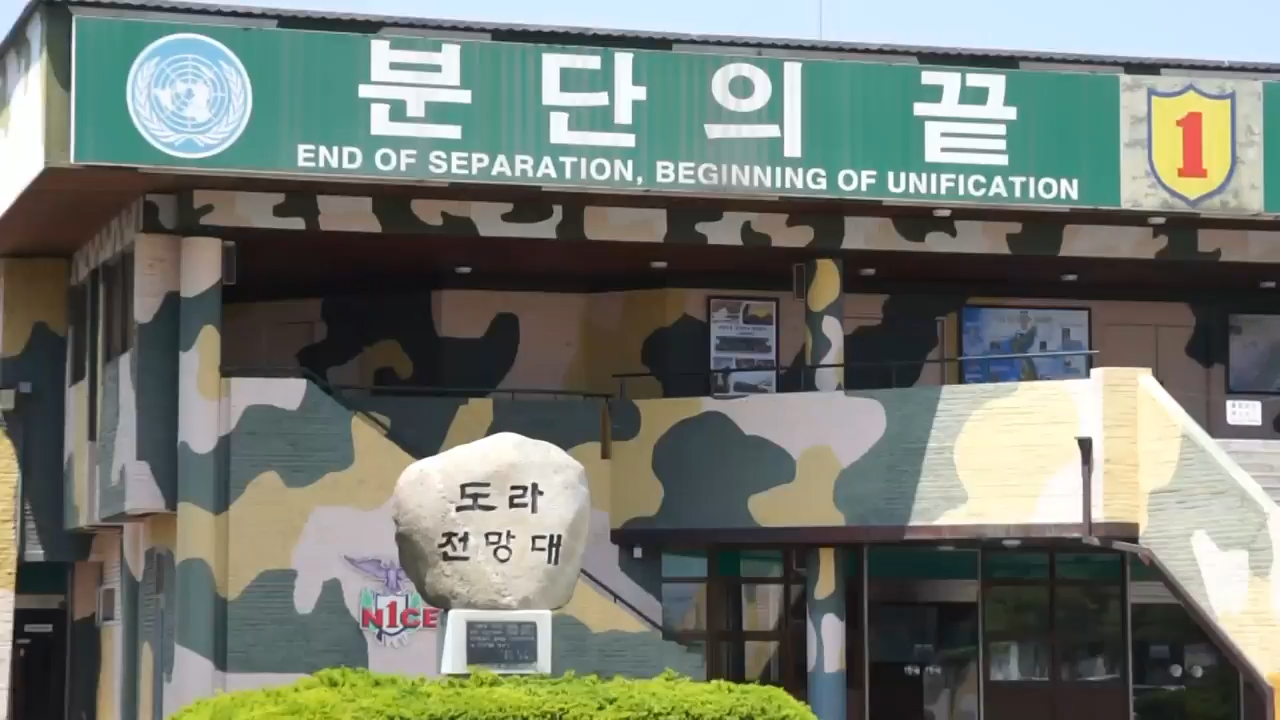 분단의 끝
END OF SEPARATION, BEGINNING OF UNIFICATION
1
도라
전망대
N1CE